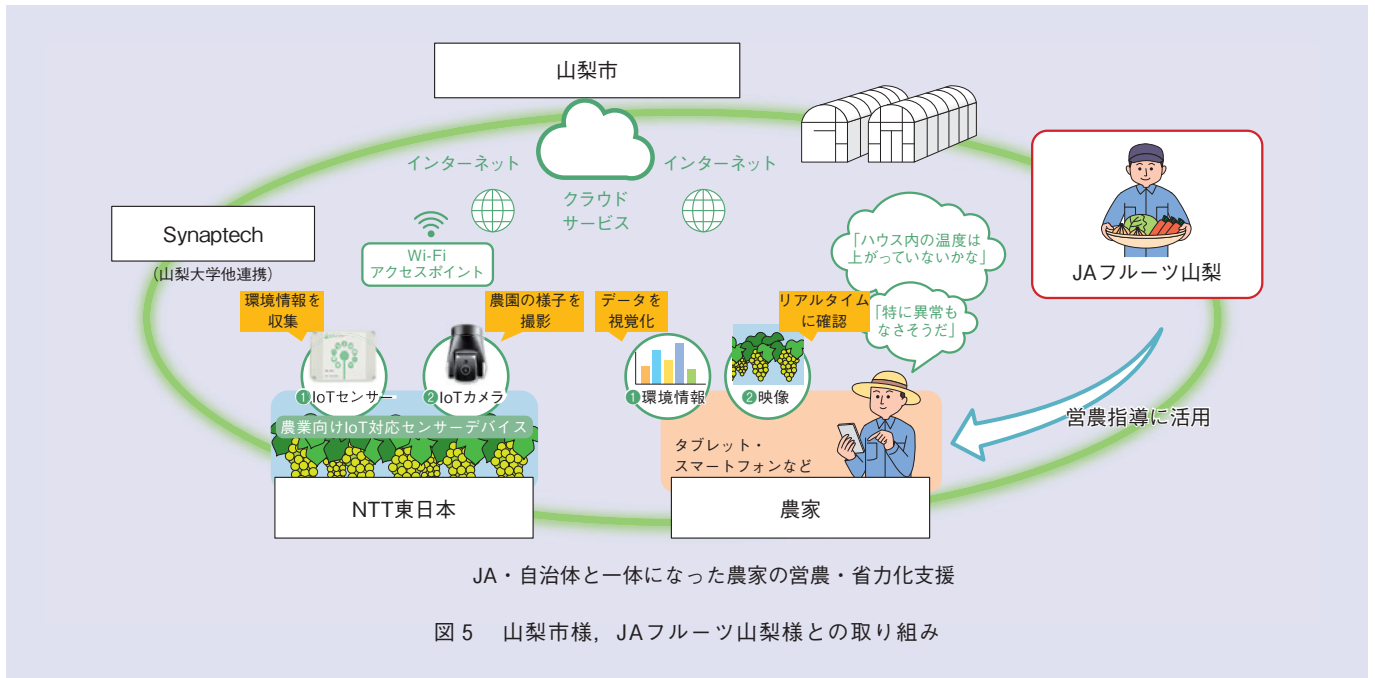 山梨市
インターネット
インターネット
クラウド
サービス
Wi-Fi
アクセスポイント
Synaptech
(山梨大学他連携)
「ハウス内の温度は
上がっていないかな」
「特に異常も
なさそうだ」
JAフルーツ山梨
環境情報を
収集
農園の様子を
撮影
データを
視覚化
リアルタイム
に確認
❶IoTセンサー
❷IoTカメラ
❶環境情報
❷映像
農業向けIoT対応センサーデバイス
タブレット・
スマートフォンなど
営農指導に活用
NTT東日本
農家
JA・自治体と一体になった農家の営農・省力化支援
図5 山梨市様，JAフルーツ山梨様との取り組み